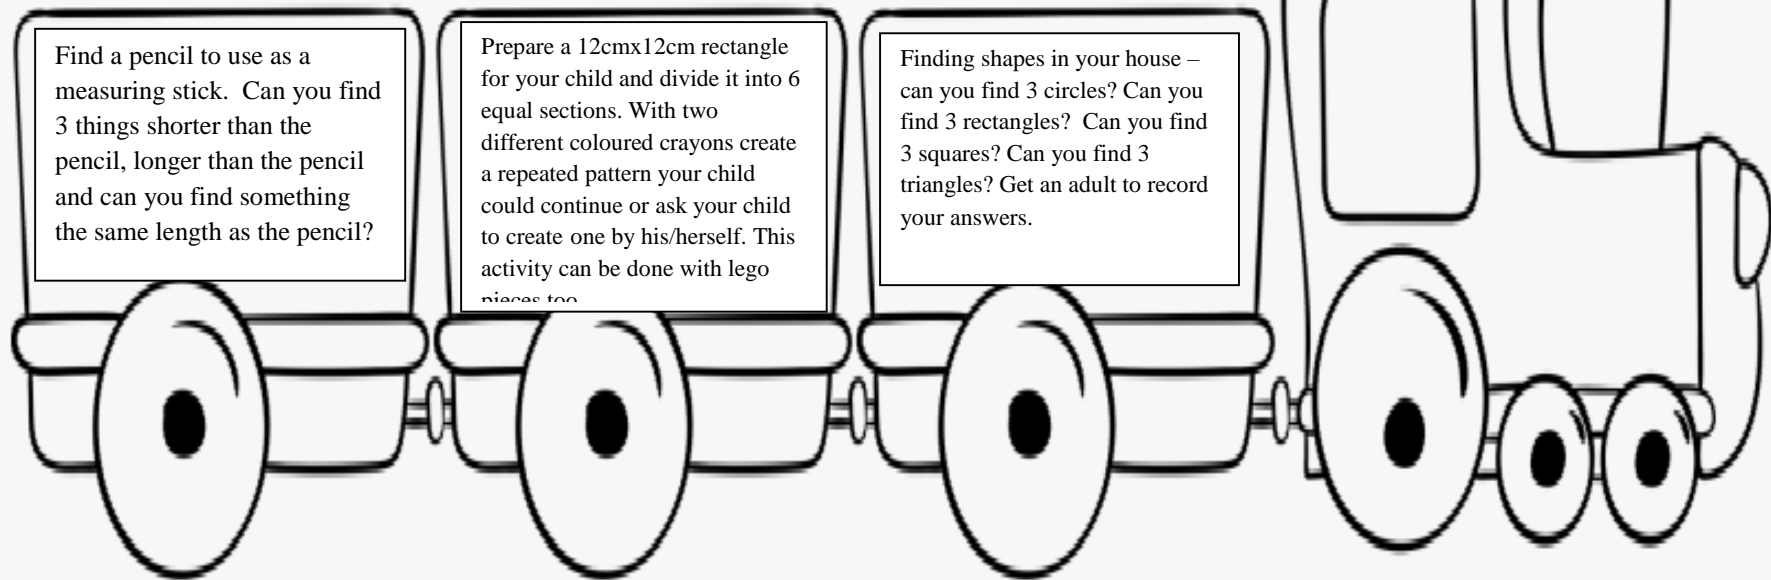 Find a pencil to use as a
measuring stick.  Can you find
3 things shorter than the
pencil, longer than the pencil
and can you find something
the same length as the pencil?
Prepare a 12cmx12cm rectangle
for your child and divide it into 6
equal sections. With two
different coloured crayons create
a repeated pattern your child
could continue or ask your child
to create one by his/herself. This
activity can be done with lego
pieces too
Finding shapes in your house –
can you find 3 circles? Can you
find 3 rectangles?  Can you find
3 squares? Can you find 3
triangles? Get an adult to record
your answers.